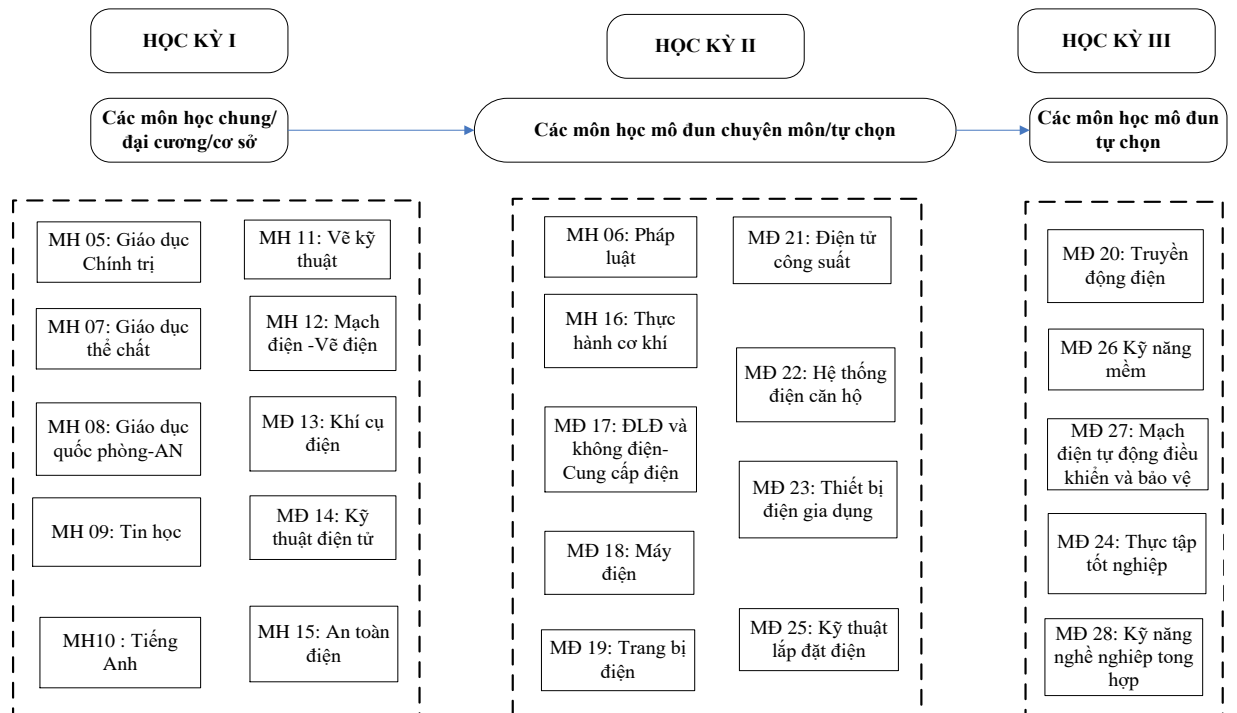 HỌC KỲ I
HỌC KỲ II
HỌC KỲ III
Các môn học chung/
đại cương/cơ sở
Các môn học mô đun chuyên môn/tự chọn
Các môn học mô đun
tự chọn
MH 05: Giáo dục
Chính trị
MH 07: Giáo dục
thể chất
MH 08: Giáo dục
quốc phòng-AN
MH 09: Tin học
MH10 : Tiếng
Anh
MH 11: Vẽ kỹ
thuật
MH 12: Mạch
điện -Vẽ điện
MĐ 13: Khí cụ
điện
MĐ 14: Kỹ
thuật điện tử
MH 15: An toàn
điện
MH 06: Pháp
luật
MH 16: Thực
hành cơ khí
MĐ 17: ĐLĐ và
không điện-
Cung cấp điện
MĐ 18: Máy
điện
MĐ 19: Trang bị
điện
MĐ 21: Điện tử
công suất
MĐ 22: Hệ thống
điện căn hộ
MĐ 23: Thiết bị
điện gia dụng
MĐ 25: Kỹ thuật
lắp đặt điện
MĐ 20: Truyền
động điện
MĐ 26 Kỹ năng
mềm
MĐ 27: Mạch
điện tự động điều
khiển và bảo vệ
MĐ 24: Thực tập
tốt nghiệp
MĐ 28: Kỹ năng
nghề nghiêp tong
hợp